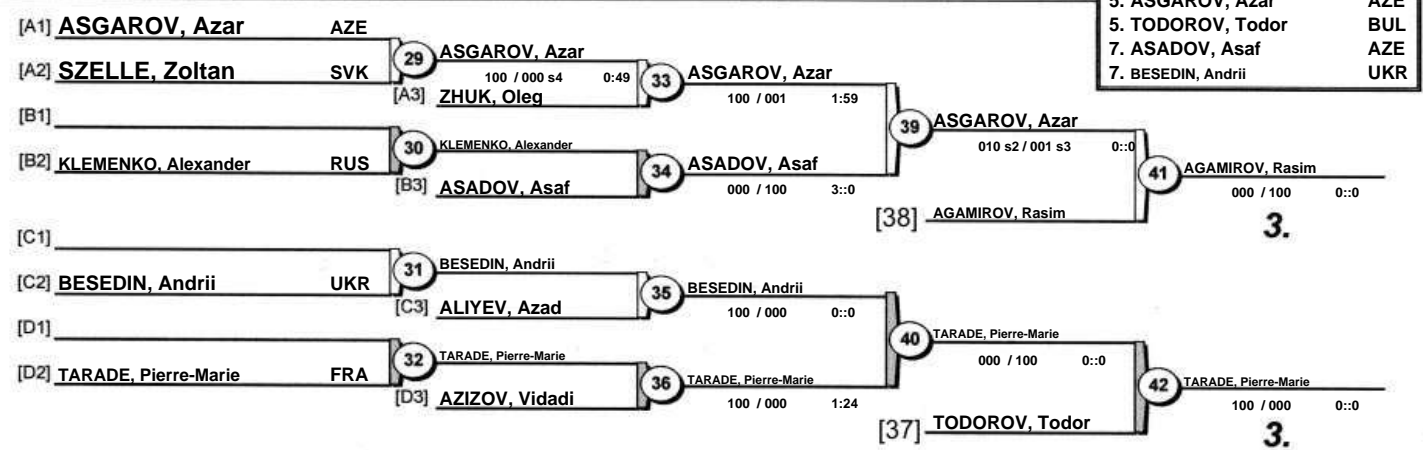 5. ASGAROV, Azar AZE
5. TODOROV, Todor BUL
7. ASADOV, Asaf AZE
7. BESEDIN, Andrii UKR
[A1] ASGAROV, Azar AZE
29
[A2] SZELLE, Zoltan SVK
ASGAROV, Azar
100 / 000 s4 0:49
[A3] ZHUK, Oleg
33
ASGAROV, Azar
100 / 001 1:59
[B1]
30
[B2] KLEMENKO, Alexander RUS
KLEMENKO, Alexander
[B3] ASADOV, Asaf
34
ASADOV, Asaf
000 / 100 3::0
39
ASGAROV, Azar
010 s2 / 001 s3 0::0
[38] AGAMIROV, Rasim
41
AGAMIROV, Rasim
000 / 100 0::0
3.
[C1]
31
[C2] BESEDIN, Andrii UKR
BESEDIN, Andrii
[C3] ALIYEV, Azad
35
BESEDIN, Andrii
100 / 000 0::0
[D1]
32
[D2] TARADE, Pierre-Marie FRA
TARADE, Pierre-Marie
[D3] AZIZOV, Vidadi
36
TARADE, Pierre-Marie
100 / 000 1:24
40
TARADE, Pierre-Marie
000 / 100 0::0
[37] TODOROV, Todor
42
TARADE, Pierre-Marie
100 / 000 0::0
3.